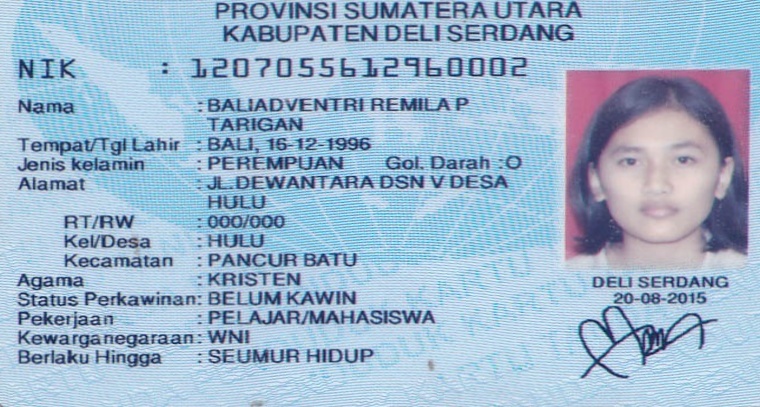 PROVINSI SUMATERA UTARA
KABUPATEN DELI SERDANG
NIK : 1207055612960002
Nama : BALIADVENTRI REMILA P
TARIGAN
Tempat/Tgl Lahir : BALI, 16-12-1996
Jenis kelamin : PEREMPUAN Gol. Darah : O
Alamat : JL.DEWANTARA DSN V DESA
HULU
RT/RW : 000/000
Kel/Desa : HULU
Kecamatan : PANCUR BATU
Agama : KRISTEN
Status Perkawinan: BELUM KAWIN
Pekerjaan : PELAJAR/MAHASISWA
Kewarganegaraan: WNI
Berlaku Hingga : SEUMUR HIDUP
DELI SERDANG
20-08-2015